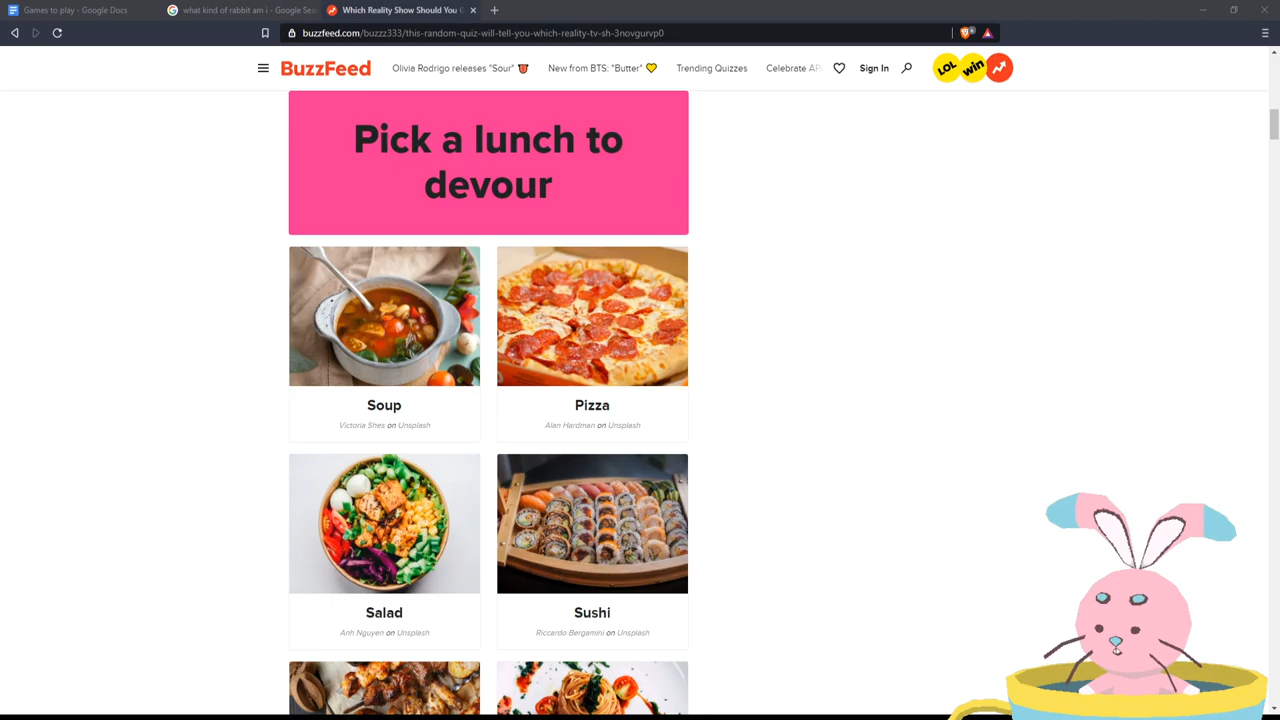 Games to play - Google Docs
what kind of rabbit am i - Google Sea
Which Reality Show Should You
buzzfeed.com/buzzz333/this-random-quiz-will-tell-you-which-reality-tv-sh-3novgurvp0
BuzzFeed
Olivia Rodrigo releases "Sour"
New from BTS: "Butter"
Trending Quizzes
Celebrate
Sign In
LOL
win
Pick a lunch to
devour
Soup
Victoria Shes on Unsplash
Pizza
Alan Hardman on Unsplash
Salad
Anh Nguyen on Unsplash
Sushi
Riccardo Bergamini on Unsplash